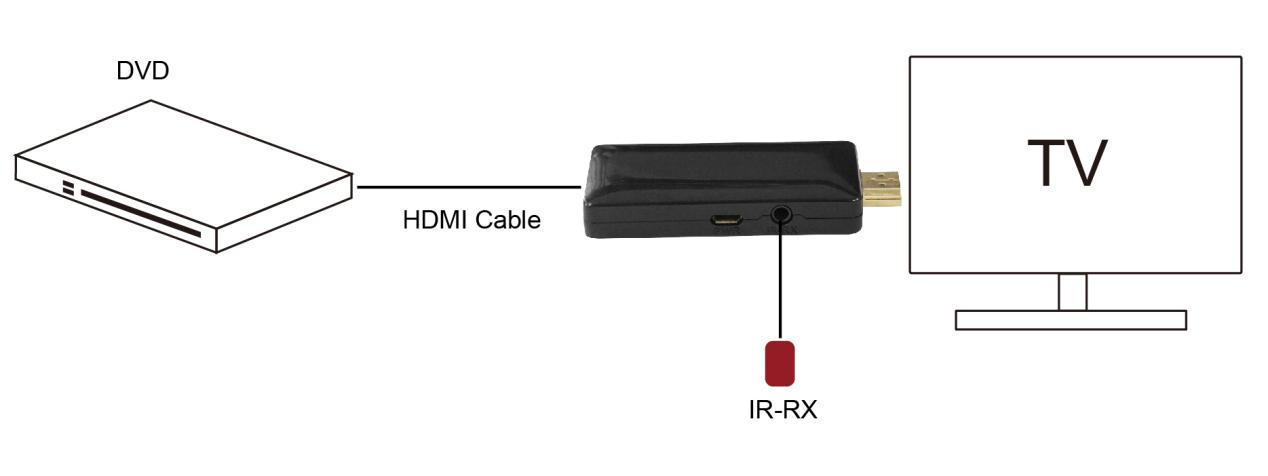 DVD
HDMI Cable
TV
IR-RX